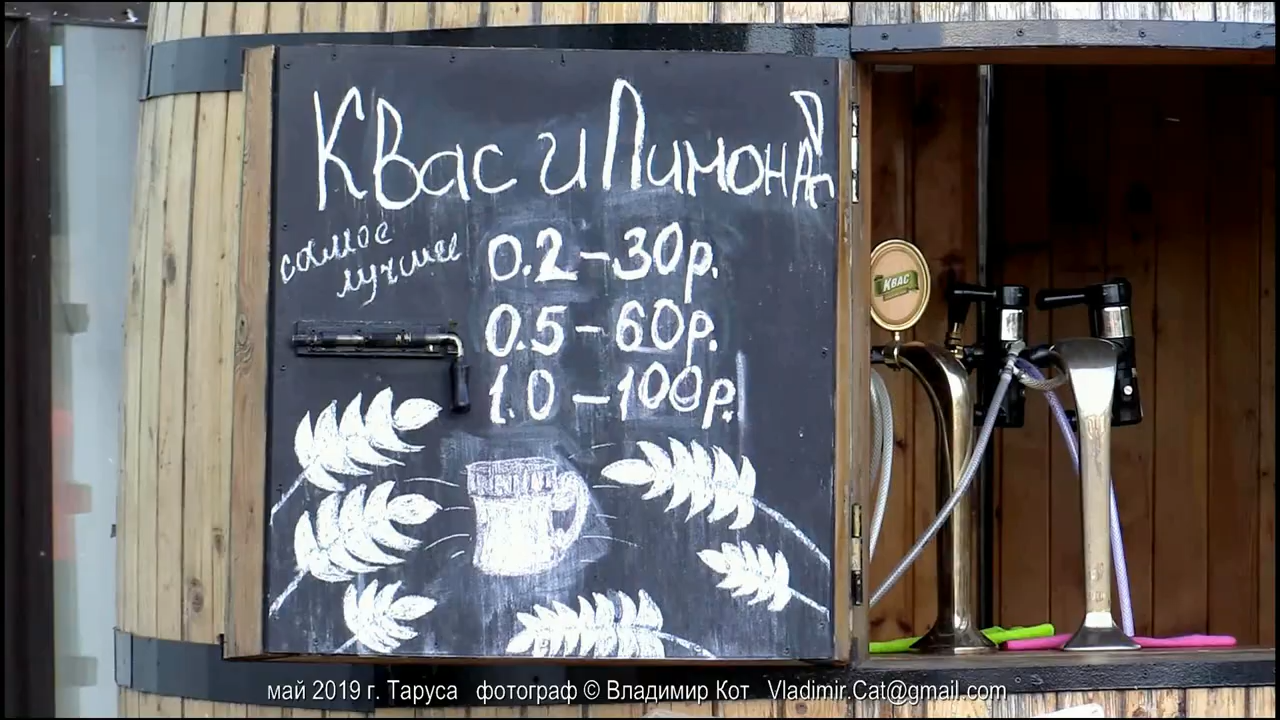 Квас и Лимонад
самое
лучшее
0.2-30р.
0.5-60р.
1.0-100р.
КВАС
май 2019 г. Таруса фотограф © Владимир Кот Vladimir.Cat@gmail.com